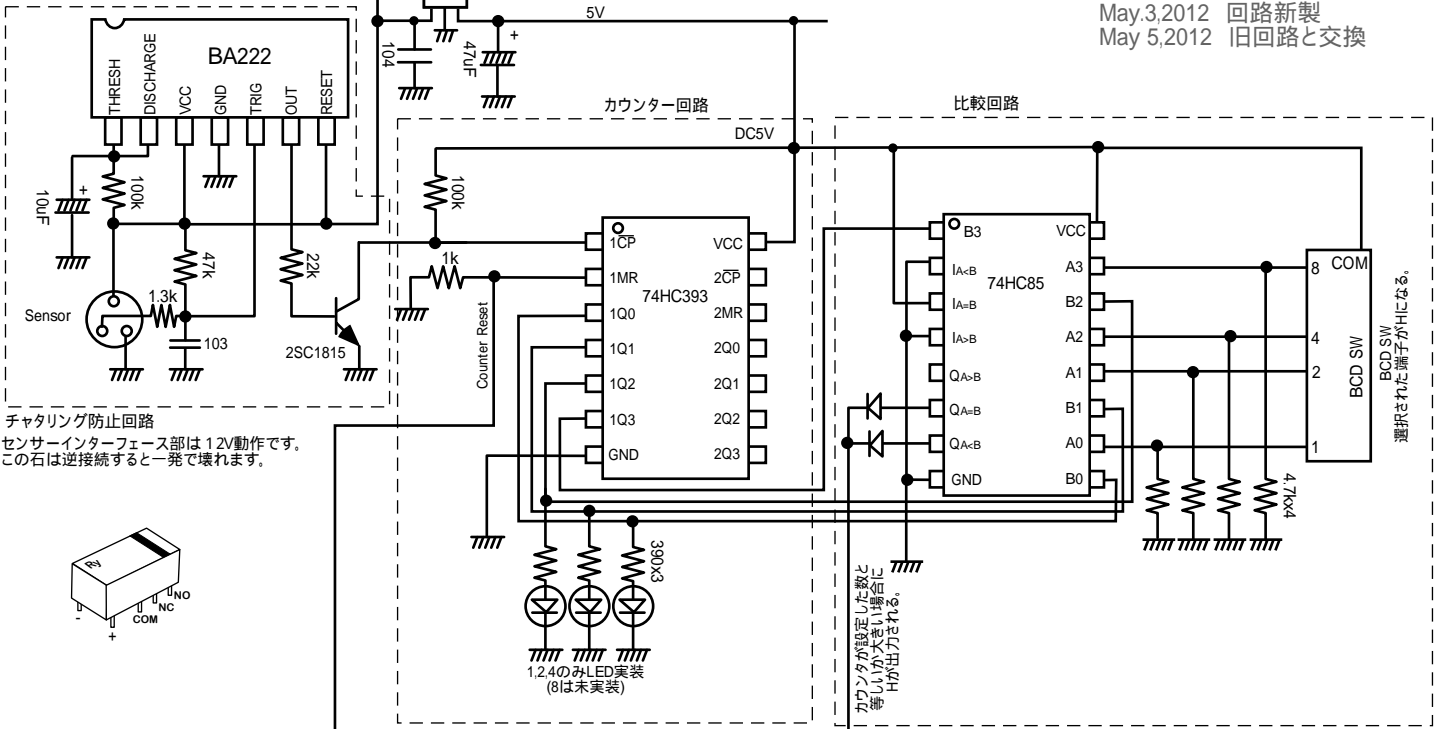 May.3,2012 回路新製
May 5,2012 旧回路と交換
5V
104
47uF
+
BA222
THRESH
DISCHARGE
VCC
GND
TRIG
OUT
RESET
10uF
+
100k
47k
22k
1.3k
Sensor
103
2SC1815
チャタリング防止回路
センサーインターフェース部は12V動作です。
この石は逆接続すると一発で壊れます。
Ry
-
+
COM
NC
NO
カウンター回路
DC5V
100k
1k
Counter Reset
74HC393
1CP
1MR
1Q0
1Q1
1Q2
1Q3
GND
VCC
2CP
2MR
2Q0
2Q1
2Q2
2Q3
390x3
1,2,4のみLED実装
(8は未実装)
比較回路
74HC85
B3
IA<B
IA=B
IA>B
QA>B
QA=B
QA<B
GND
VCC
A3
B2
A2
A1
B1
A0
B0
カウンタが設定した数と
等しいか大きい場合に
Hが出力される。
4.7kx4
8
4
2
1
COM
BCD SW
BCD SW
選択された端子がHになる。